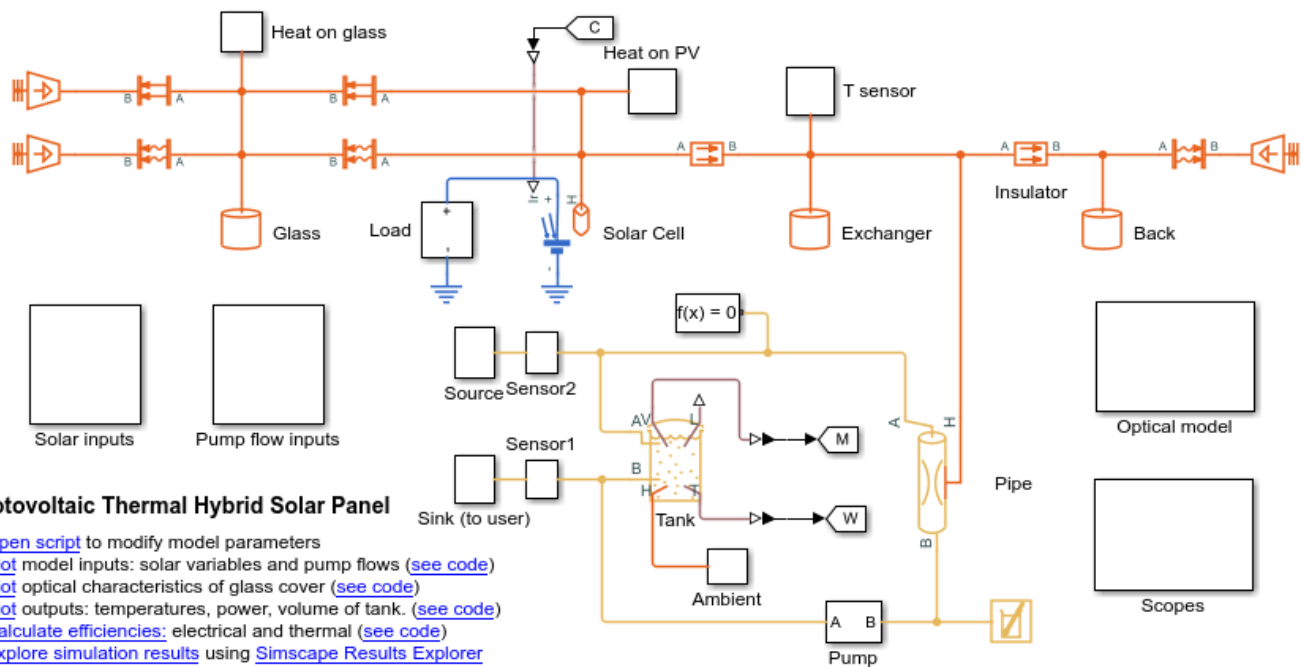 Heat on glass
C
Heat on PV
T sensor
B A
B A
B A
B A
A B
A B
A B
Ir
+
H
Insulator
Load
+
-
-
Glass
Solar Cell
Exchanger
Back
f(x) = 0
Source
Sensor2
Solar inputs
Pump flow inputs
Optical model
AV
L
A
H
M
Sensor1
B
H
T
Sink (to user)
Tank
W
Pipe
B
Ambient
A B
Pump
Scopes
otovoltaic Thermal Hybrid Solar Panel
pen script to modify model parameters
ot model inputs: solar variables and pump flows (see code)
ot optical characteristics of glass cover (see code)
ot outputs: temperatures, power, volume of tank. (see code)
alculate efficiencies: electrical and thermal (see code)
xplore simulation results using Simscape Results Explorer